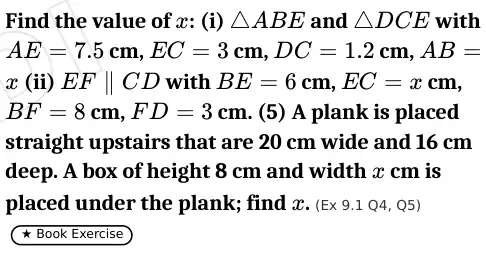 Find the value of x: (i) △ABE and △DCE with
AE = 7.5 cm, EC = 3 cm, DC = 1.2 cm, AB =
x (ii) EF ∥ CD with BE = 6 cm, EC = x cm,
BF = 8 cm, FD = 3 cm. (5) A plank is placed
straight upstairs that are 20 cm wide and 16 cm
deep. A box of height 8 cm and width x cm is
placed under the plank; find x. (Ex 9.1 Q4, Q5)
★ Book Exercise